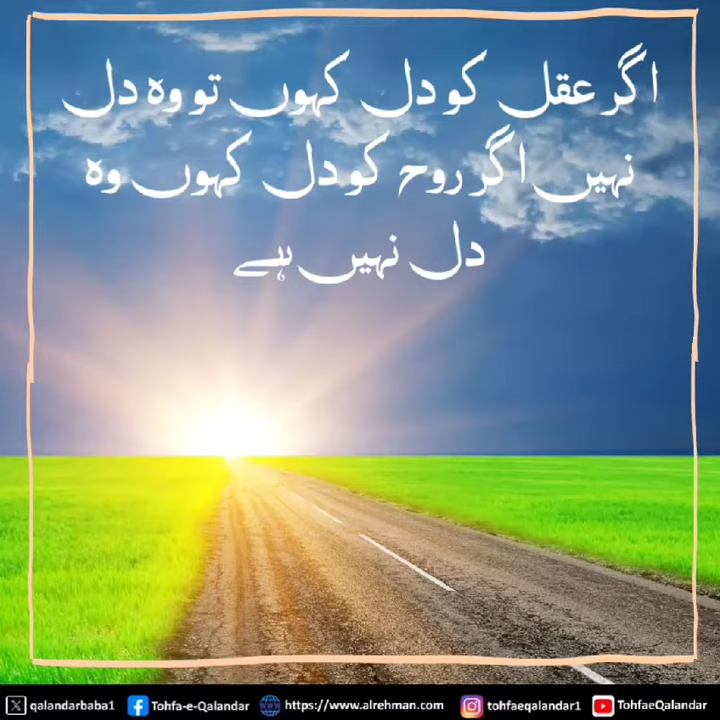 اگر عقل کو دل کہوں تو وہ دل
نہیں اگر روح کو دل کہوں وہ
دل نہیں ہے
qalandarbaba1 Tohfa-e-Qalandar https://www.alrehman.com tohfaeqalandar1 TohfaeQalandar